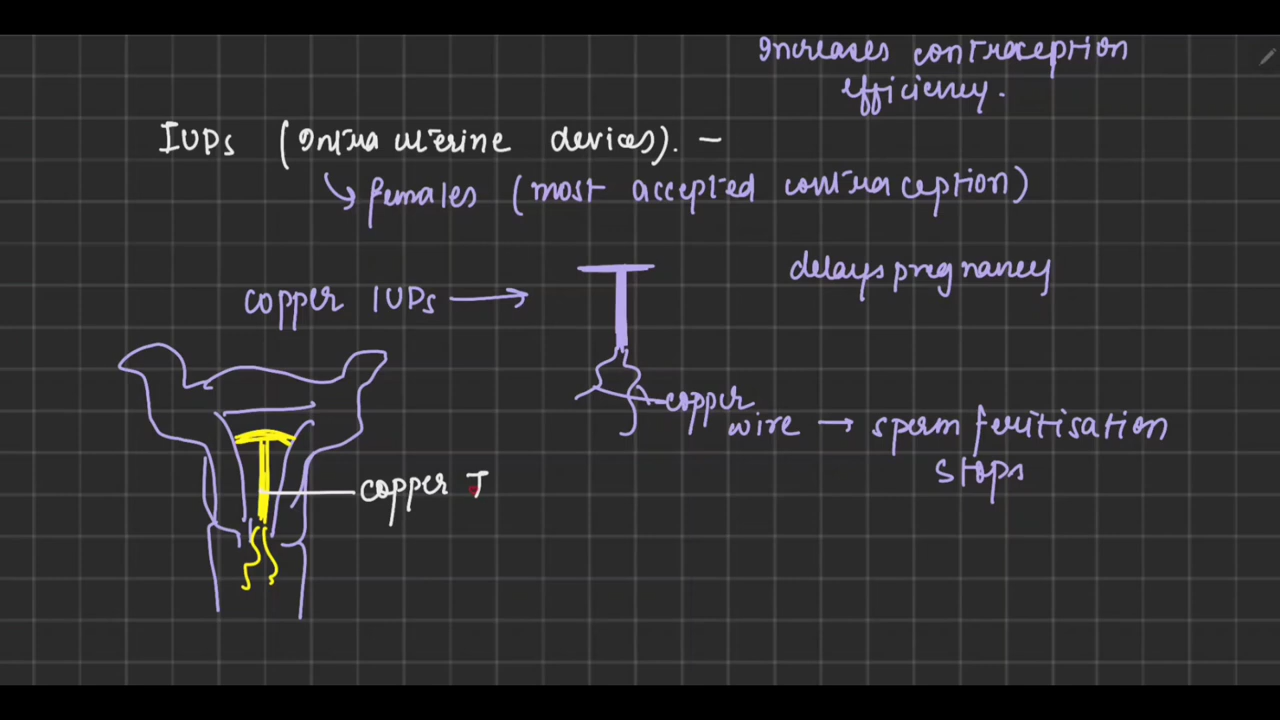 Increases contraception
efficiency.
IUDs (Intra uterine devices). -
↳ females (most accepted contraception)
delays pregnancy
copper IUDs →
copper
wire → sperm feritisation
stops
copper T